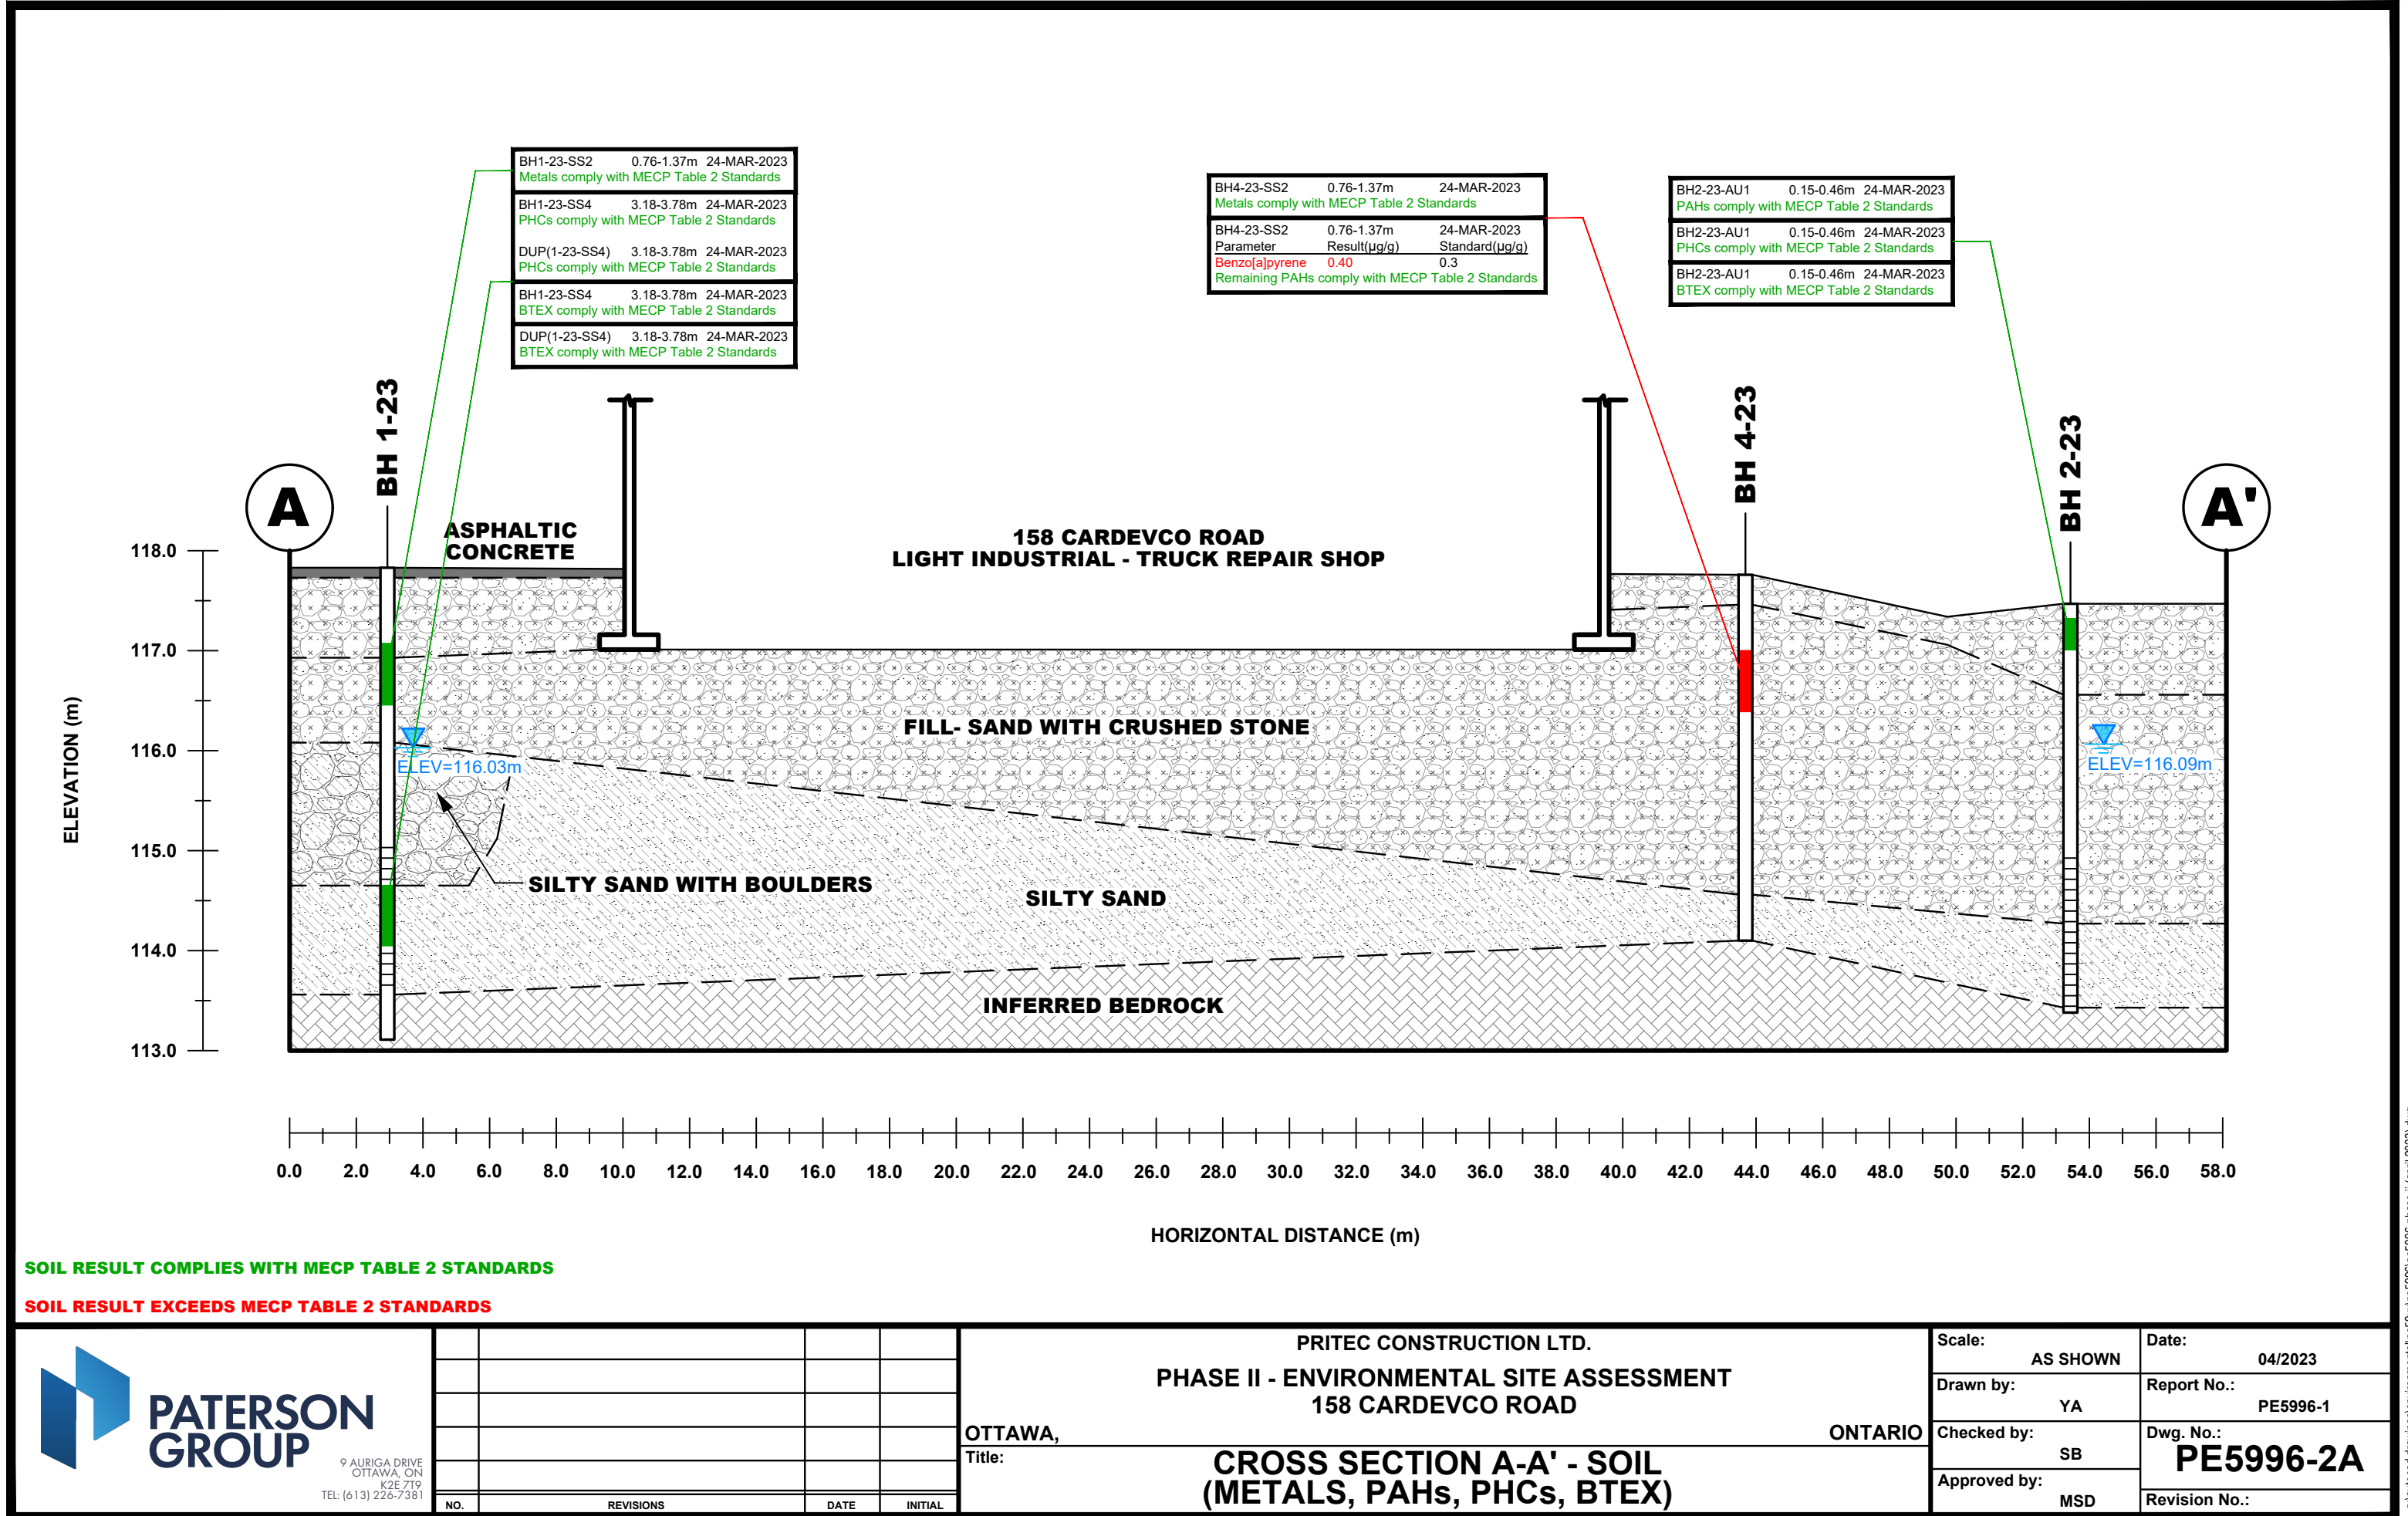 BH1-23-SS2 0.76-1.37m 24-MAR-2023
Metals comply with MECP Table 2 Standards
BH1-23-SS4 3.18-3.78m 24-MAR-2023
PHCs comply with MECP Table 2 Standards
DUP(1-23-SS4) 3.18-3.78m 24-MAR-2023
PHCs comply with MECP Table 2 Standards
BH1-23-SS4 3.18-3.78m 24-MAR-2023
BTEX comply with MECP Table 2 Standards
DUP(1-23-SS4) 3.18-3.78m 24-MAR-2023
BTEX comply with MECP Table 2 Standards
BH4-23-SS2 0.76-1.37m 24-MAR-2023
Metals comply with MECP Table 2 Standards
BH4-23-SS2 0.76-1.37m 24-MAR-2023
Parameter Result(µg/g) Standard(µg/g)
Benzo[a]pyrene 0.40 0.3
Remaining PAHs comply with MECP Table 2 Standards
BH2-23-AU1 0.15-0.46m 24-MAR-2023
PAHs comply with MECP Table 2 Standards
BH2-23-AU1 0.15-0.46m 24-MAR-2023
PHCs comply with MECP Table 2 Standards
BH2-23-AU1 0.15-0.46m 24-MAR-2023
BTEX comply with MECP Table 2 Standards
A
BH 1-23
BH 4-23
BH 2-23
A'
ASPHALTIC
CONCRETE
158 CARDEVCO ROAD
LIGHT INDUSTRIAL - TRUCK REPAIR SHOP
ELEVATION (m)
118.0
117.0
116.0
115.0
114.0
113.0
FILL- SAND WITH CRUSHED STONE
ELEV=116.03m
ELEV=116.09m
SILTY SAND WITH BOULDERS
SILTY SAND
INFERRED BEDROCK
0.0 2.0 4.0 6.0 8.0 10.0 12.0 14.0 16.0 18.0 20.0 22.0 24.0 26.0 28.0 30.0 32.0 34.0 36.0 38.0 40.0 42.0 44.0 46.0 48.0 50.0 52.0 54.0 56.0 58.0
HORIZONTAL DISTANCE (m)
SOIL RESULT COMPLIES WITH MECP TABLE 2 STANDARDS
SOIL RESULT EXCEEDS MECP TABLE 2 STANDARDS
PATERSON
GROUP
9 AURIGA DRIVE
OTTAWA, ON
K2E 7T9
TEL: (613) 226-7381
NO. REVISIONS DATE INITIAL
PRITEC CONSTRUCTION LTD.
PHASE II - ENVIRONMENTAL SITE ASSESSMENT
158 CARDEVCO ROAD
OTTAWA, ONTARIO
Title:
CROSS SECTION A-A' - SOIL
(METALS, PAHs, PHCs, BTEX)
Scale:
AS SHOWN
Date:
04/2023
Drawn by:
YA
Report No.:
PE5996-1
Checked by:
SB
Dwg. No.:
PE5996-2A
Approved by:
MSD
Revision No.: